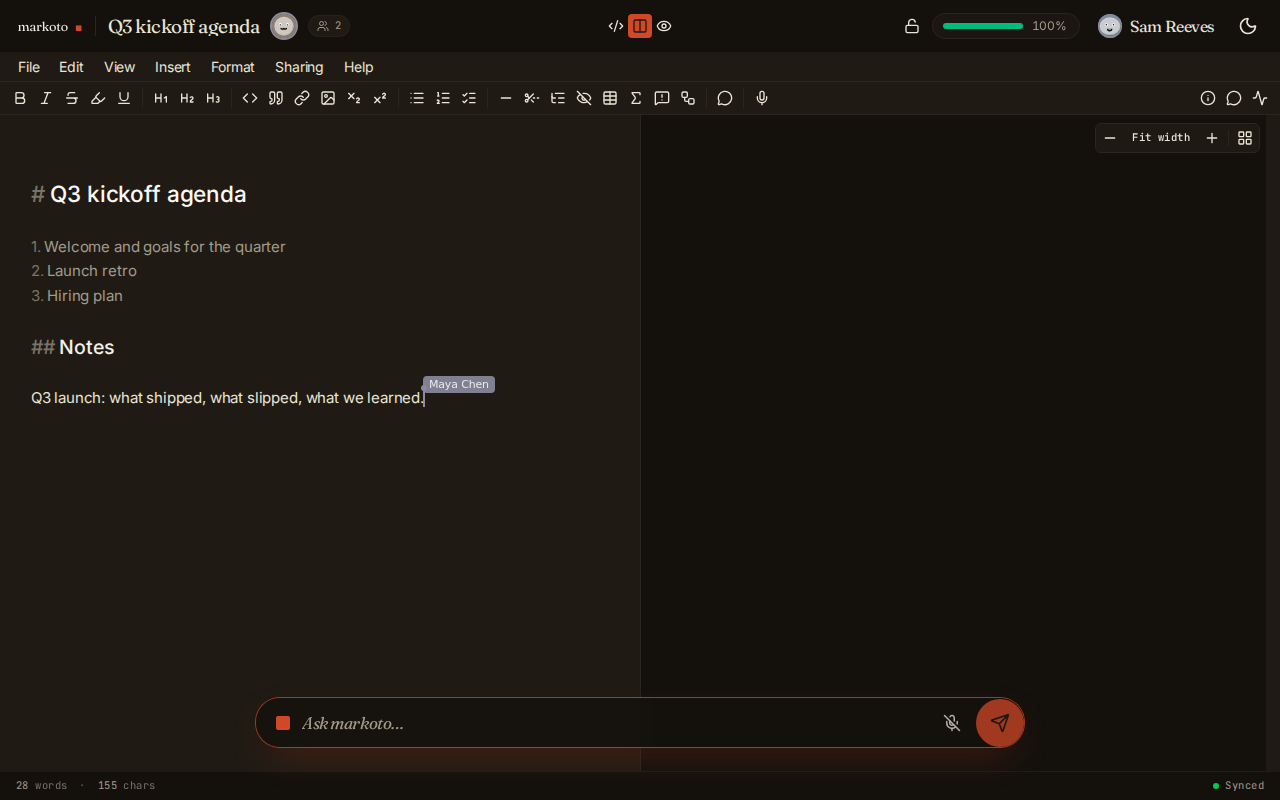 markoto
Q3 kickoff agenda
2
100%
Sam Reeves
File Edit View Insert Format Sharing Help
H1 H2 H3
Fit width
# Q3 kickoff agenda
1. Welcome and goals for the quarter
2. Launch retro
3. Hiring plan
## Notes
Maya Chen
Q3 launch: what shipped, what slipped, what we learned.
Ask markoto...
28 words · 155 chars
Synced